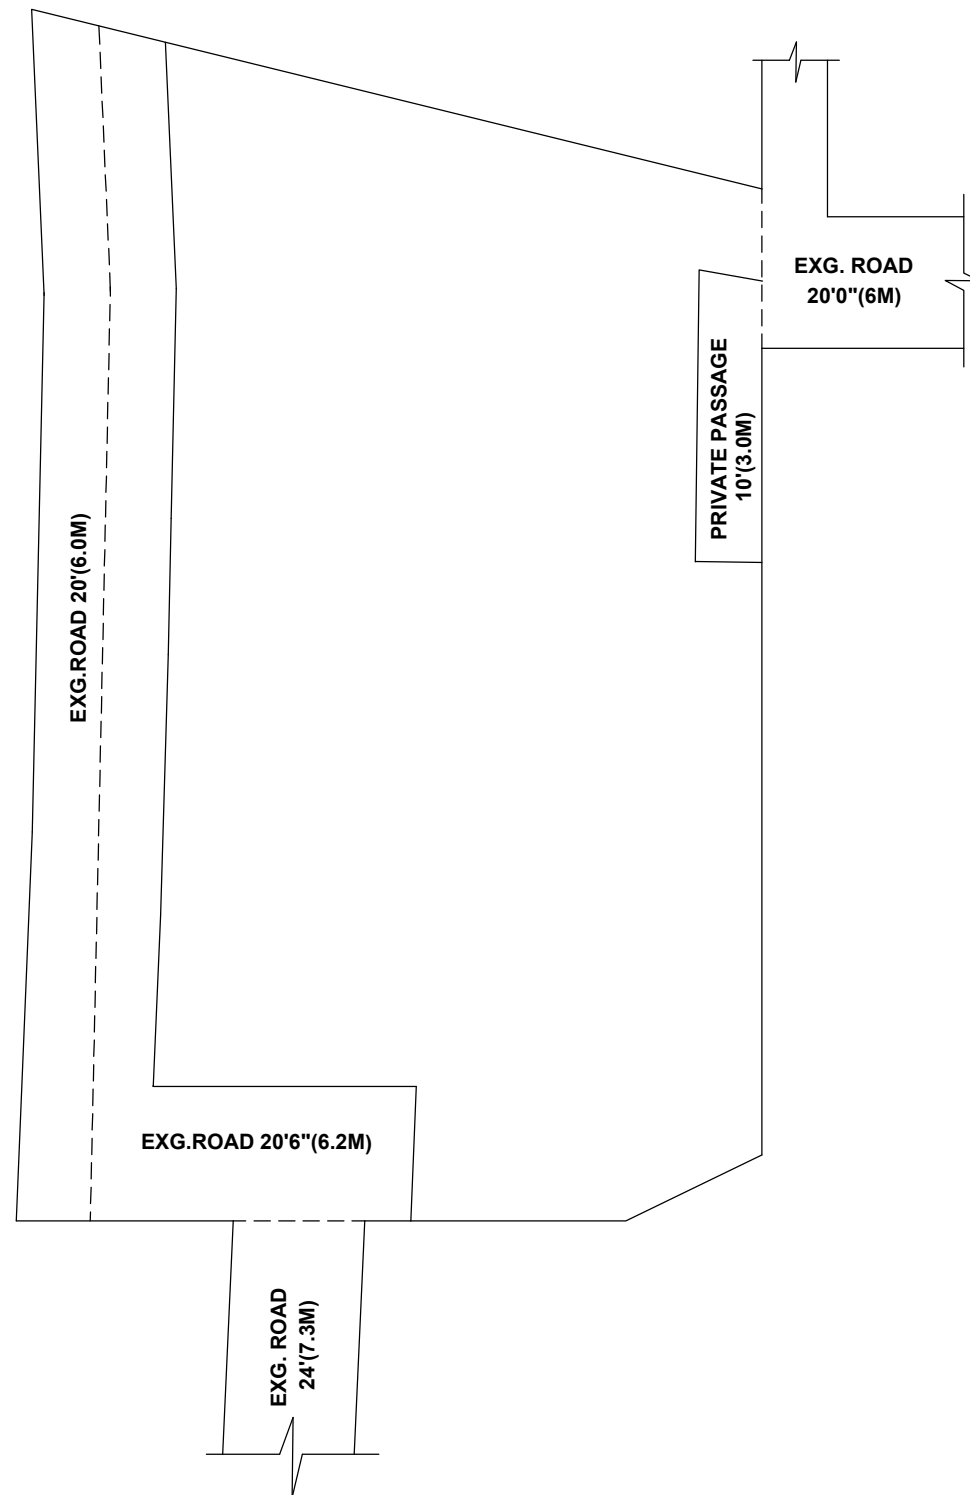 EXG. ROAD
20'0"(6M)
PRIVATE PASSAGE
10'(3.0M)
EXG.ROAD 20'(6.0M)
EXG.ROAD 20'6"(6.2M)
EXG. ROAD
24'(7.3M)